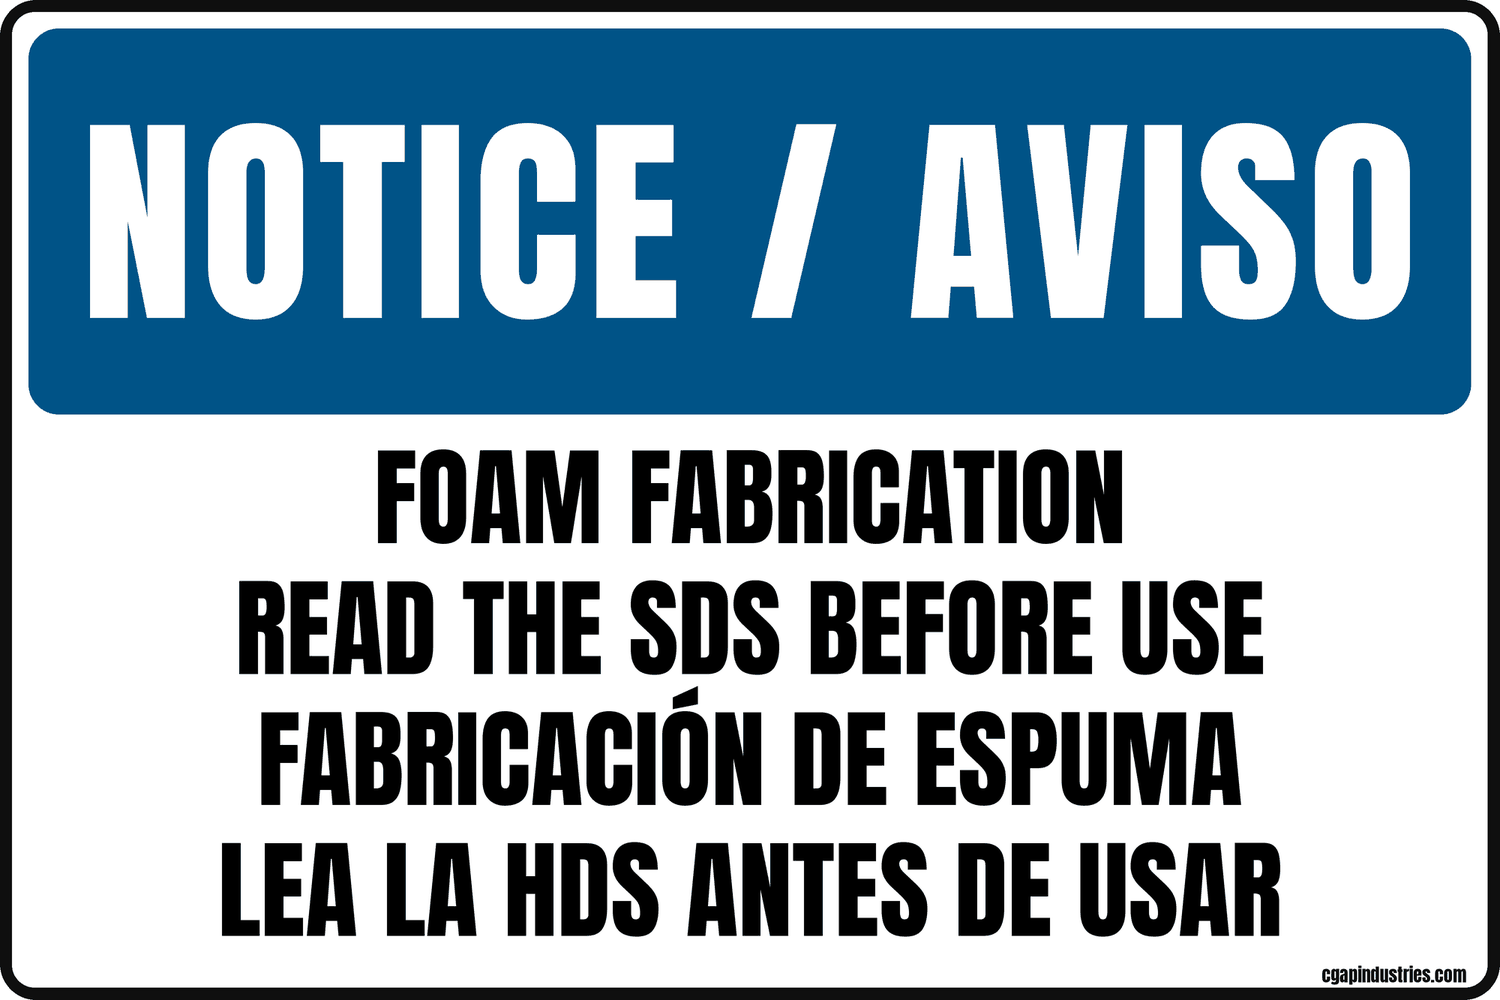 NOTICE / AVISO
FOAM FABRICATION
READ THE SDS BEFORE USE
FABRICACIÓN DE ESPUMA
LEA LA HDS ANTES DE USAR
cgapindustries.com